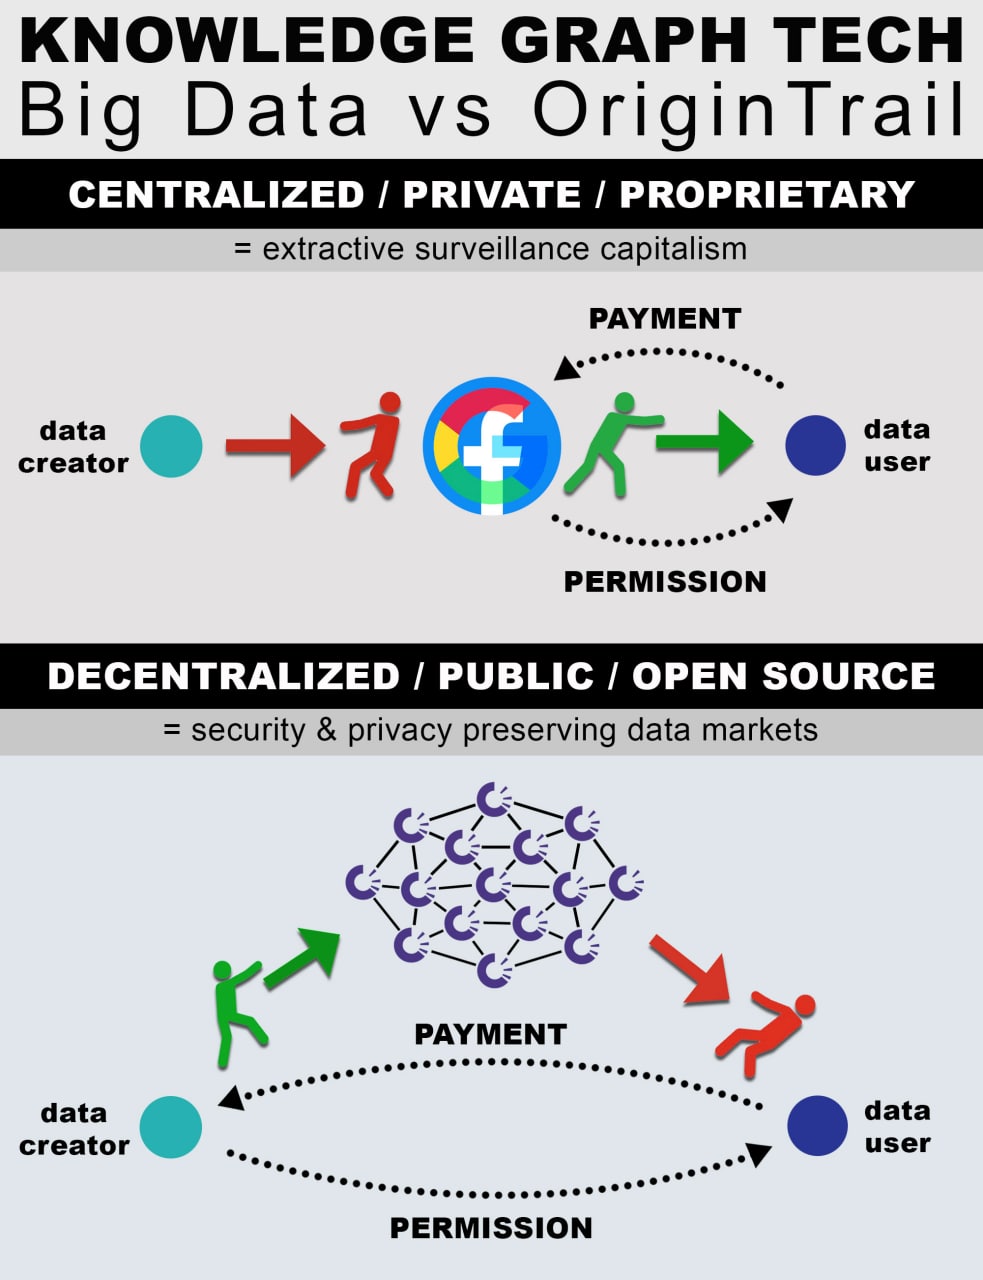 KNOWLEDGE GRAPH TECH
Big Data vs OriginTrail
CENTRALIZED / PRIVATE / PROPRIETARY
= extractive surveillance capitalism
PAYMENT
data
creator
data
user
PERMISSION
DECENTRALIZED / PUBLIC / OPEN SOURCE
= security & privacy preserving data markets
PAYMENT
data
creator
data
user
PERMISSION